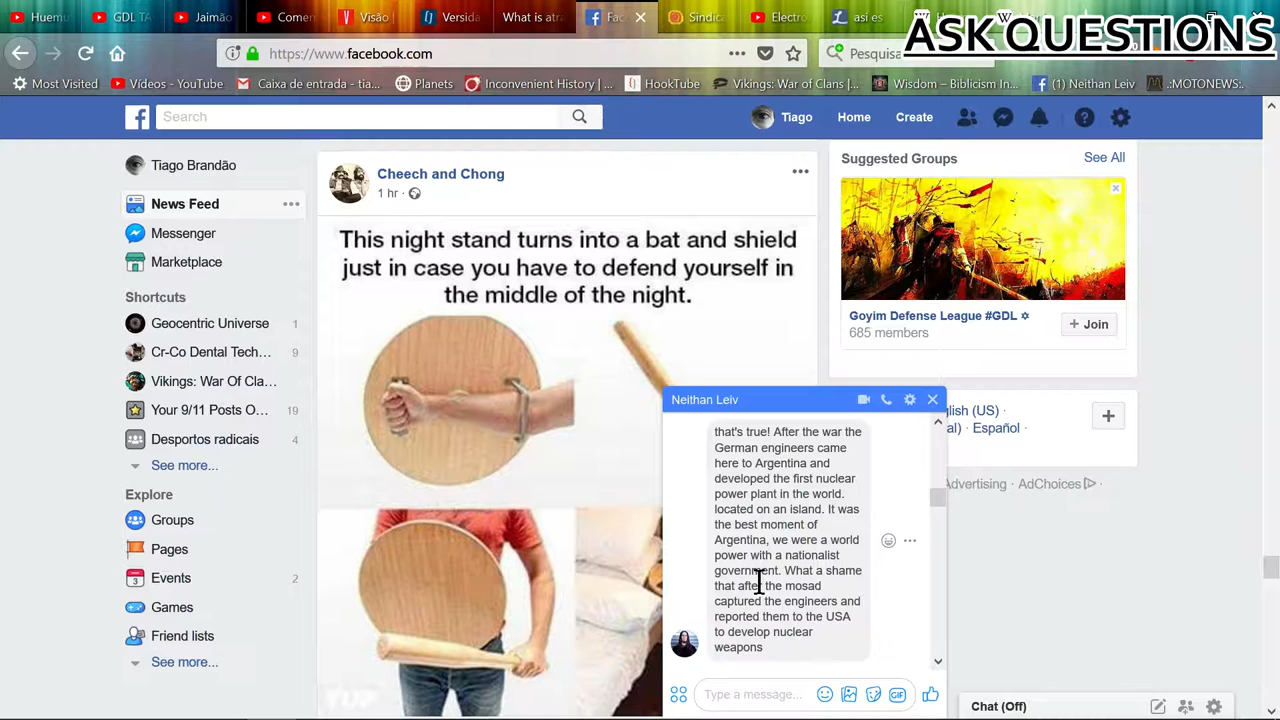 Huemu
GDL TA
Jaimão
Comen
Visão
Versida
What is atra
Fac
Sindica
Electro
así es
ASK QUESTIONS
https://www.facebook.com
Pesquisa
Most Visited
Vídeos - YouTube
Caixa de entrada - tia...
Planets
Inconvenient History | ...
HookTube
Vikings: War of Clans | ...
Wisdom – Biblicism In...
(1) Neithan Leiv
.:MOTONEWS:.
Search
Tiago
Home
Create
Tiago Brandão
News Feed
Messenger
Marketplace
Shortcuts
Geocentric Universe 1
Cr-Co Dental Tech... 9
Vikings: War Of Cla...
Your 9/11 Posts O... 19
Desportos radicais 4
See more...
Explore
Groups
Pages
Events 2
Games
Friend lists
See more...
Cheech and Chong
1 hr ·
This night stand turns into a bat and shield
just in case you have to defend yourself in
the middle of the night.
Suggested Groups
See All
Goyim Defense League #GDL ✡
685 members
+ Join
glish (US) ·
al) · Español ·
Advertising · AdChoices ·
Neithan Leiv
that's true! After the war the
German engineers came
here to Argentina and
developed the first nuclear
power plant in the world.
located on an island. It was
the best moment of
Argentina, we were a world
power with a nationalist
government. What a shame
that after the mosad
captured the engineers and
reported them to the USA
to develop nuclear
weapons
Type a message...
GIF
Chat (Off)